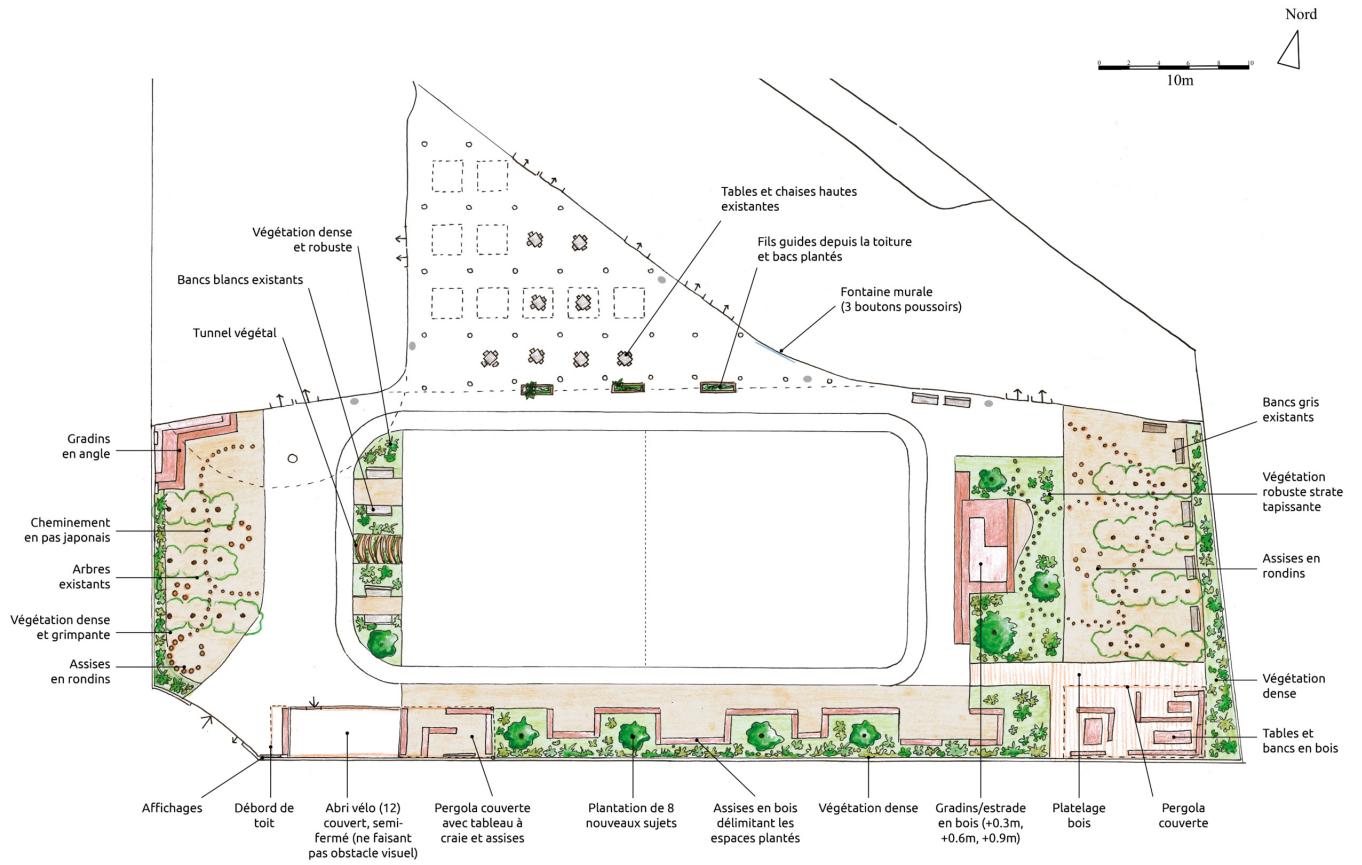 Nord
0 2 4 6 8 10
10m
Tables et chaises hautes
existantes
Végétation dense
et robuste
Fils guides depuis la toiture
et bacs plantés
Bancs blancs existants
Fontaine murale
(3 boutons poussoirs)
Tunnel végétal
Gradins
en angle
Cheminement
en pas japonais
Arbres
existants
Végétation dense
et grimpante
Assises
en rondins
Bancs gris
existants
Végétation
robuste strate
tapissante
Assises en
rondins
Végétation
dense
Tables et
bancs en bois
Affichages
Débord de
toit
Abri vélo (12)
couvert, semi-
fermé (ne faisant
pas obstacle visuel)
Pergola couverte
avec tableau à
craie et assises
Plantation de 8
nouveaux sujets
Assises en bois
délimitant les
espaces plantés
Végétation dense
Gradins/estrade
en bois (+0.3m,
+0.6m, +0.9m)
Platelage
bois
Pergola
couverte